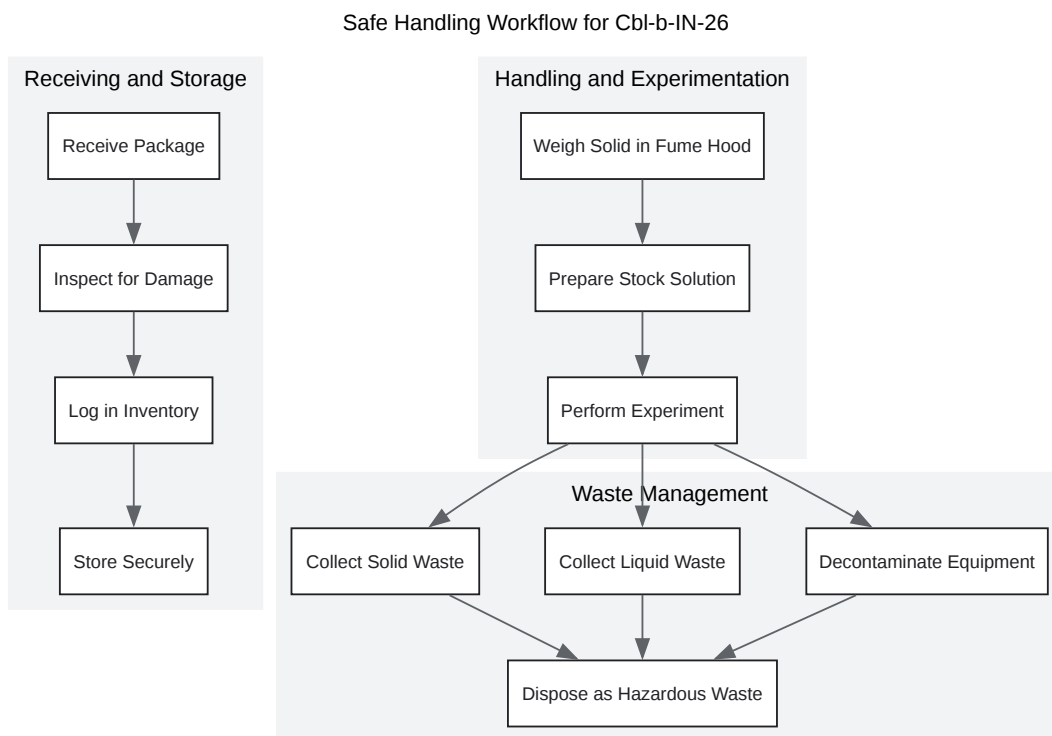 Safe Handling Workflow for Cbl-b-IN-26
Receiving and Storage
Receive Package
Inspect for Damage
Log in Inventory
Store Securely
Handling and Experimentation
Weigh Solid in Fume Hood
Prepare Stock Solution
Perform Experiment
Waste Management
Collect Solid Waste
Collect Liquid Waste
Decontaminate Equipment
Dispose as Hazardous Waste